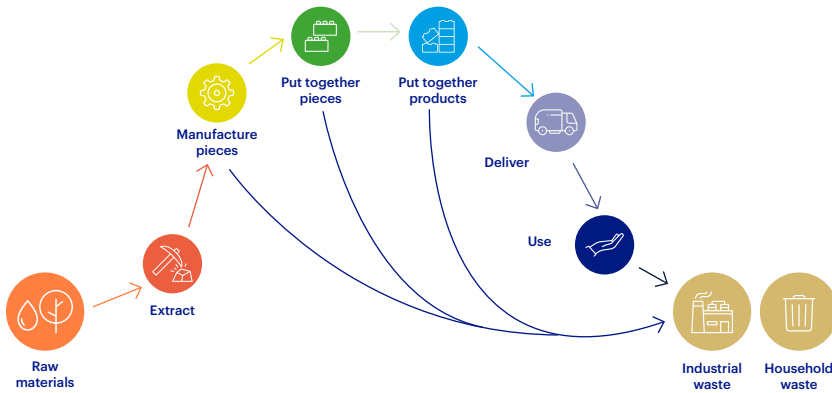 Put together
pieces
Put together
products
Manufacture
pieces
Deliver
Use
Extract
Raw
materials
Industrial
waste
Household
waste